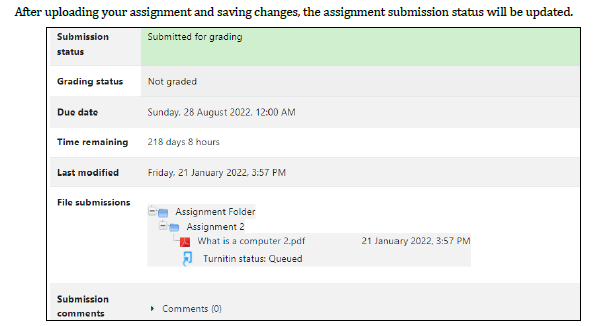 After uploading your assignment and saving changes, the assignment submission status will be updated.
Submission status Submitted for grading
Grading status Not graded
Due date Sunday, 28 August 2022, 12:00 AM
Time remaining 218 days 8 hours
Last modified Friday, 21 January 2022, 3:57 PM
File submissions
Assignment Folder
Assignment 2
What is a computer 2.pdf 21 January 2022, 3:57 PM
Turnitin status: Queued
Submission comments Comments (0)